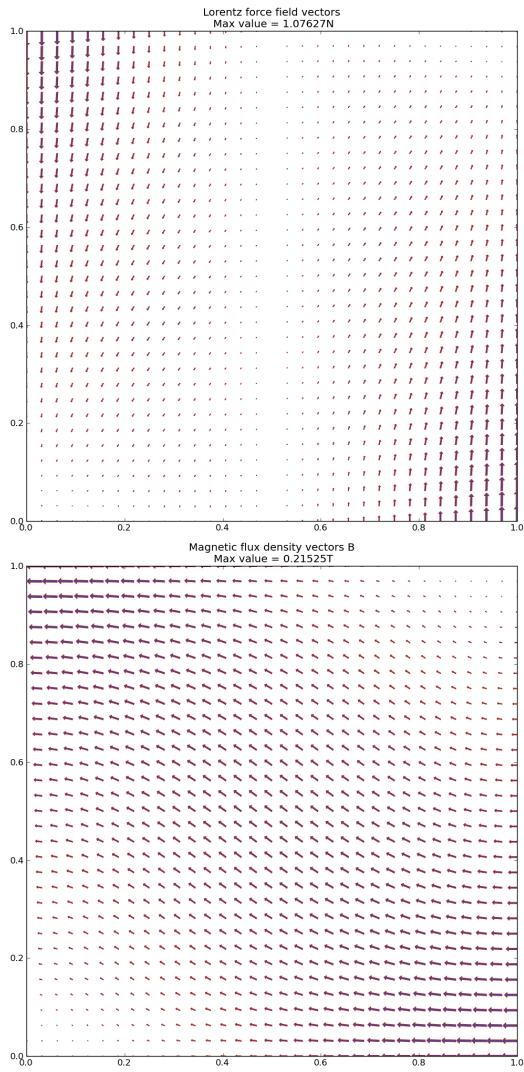 Lorentz force field vectors
Max value = 1.07627N
1.0
0.8
0.6
0.4
0.2
0.0
0.0 0.2 0.4 0.6 0.8 1.0
Magnetic flux density vectors B
Max value = 0.21525T
1.0
0.8
0.6
0.4
0.2
0.0
0.0 0.2 0.4 0.6 0.8 1.0